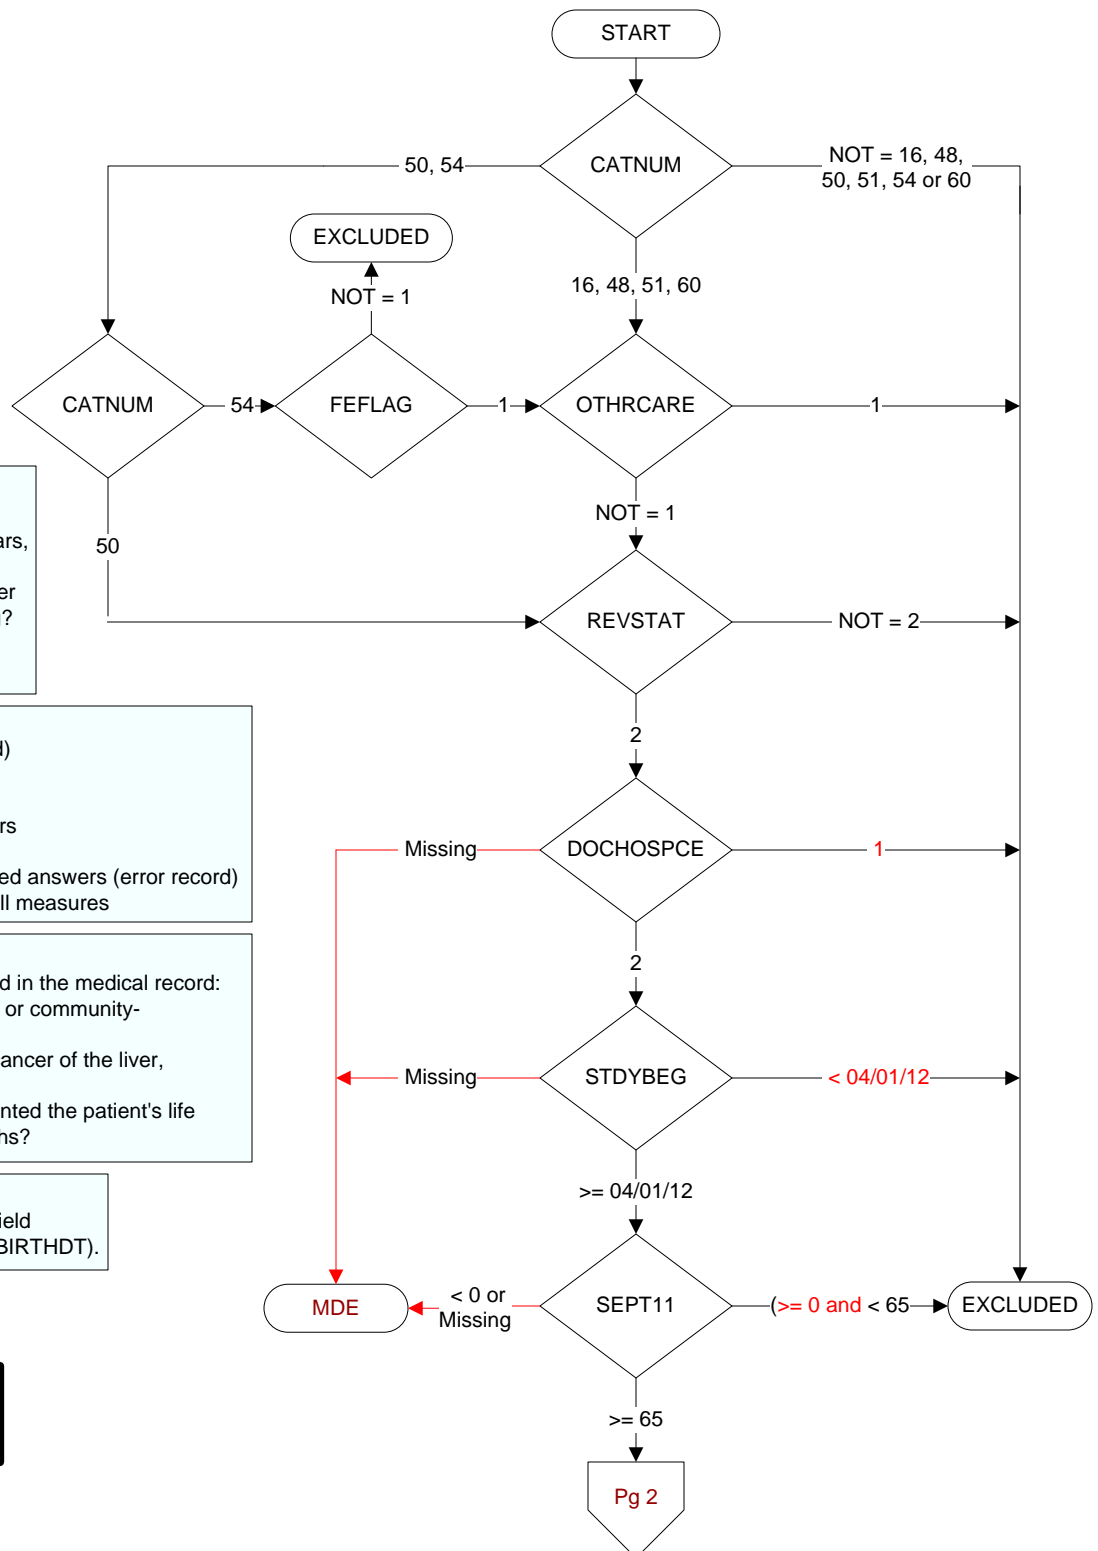 START
CATNUM
50, 54
NOT = 16, 48,
50, 51, 54 or 60
EXCLUDED
NOT = 1
16, 48, 51, 60
CATNUM
54
FEFLAG
1
OTHRCARE
1
NOT = 1
50
REVSTAT
NOT = 2
2
DOCHOSPCE
Missing
1
2
STDYBEG
Missing
< 04/01/12
>= 04/01/12
SEPT11
< 0 or
Missing
MDE
(>= 0 and < 65
EXCLUDED
>= 65
Pg 2
ars,
er
?
d)
rs
ed answers (error record)
ll measures
d in the medical record:
or community-
ancer of the liver,
nted the patient's life
hs?
ield
BIRTHDT).